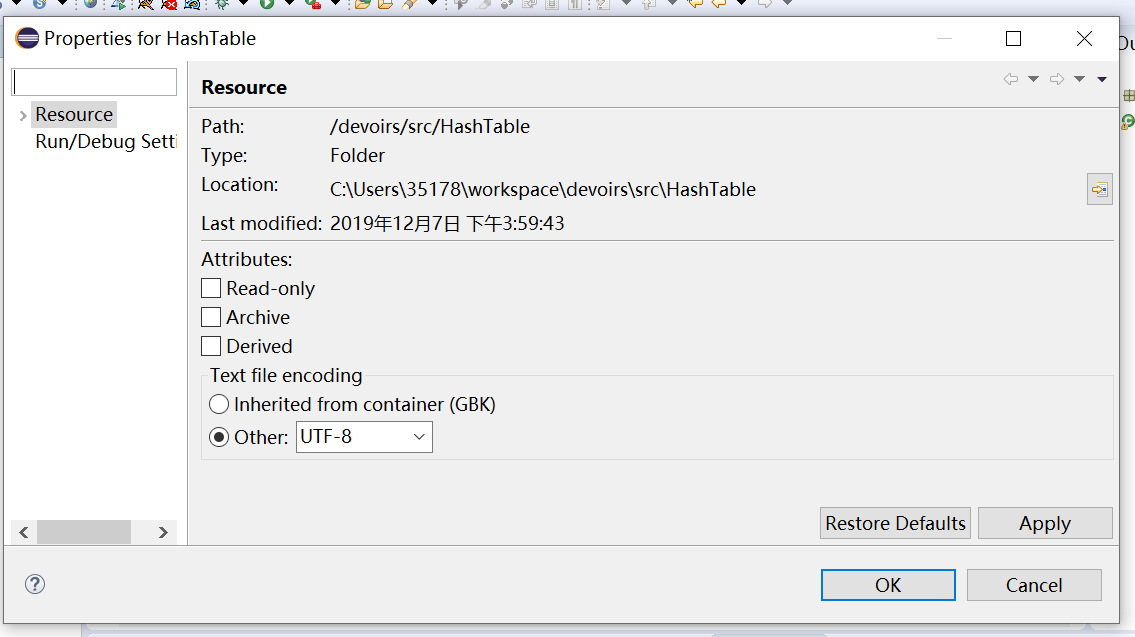 Properties for HashTable
Resource
Run/Debug Setti
Resource
Path: /devoirs/src/HashTable
Type: Folder
Location: C:\Users\35178\workspace\devoirs\src\HashTable
Last modified: 2019年12月7日 下午3:59:43
Attributes:
Read-only
Archive
Derived
Text file encoding
Inherited from container (GBK)
Other: UTF-8
Restore Defaults Apply
OK Cancel